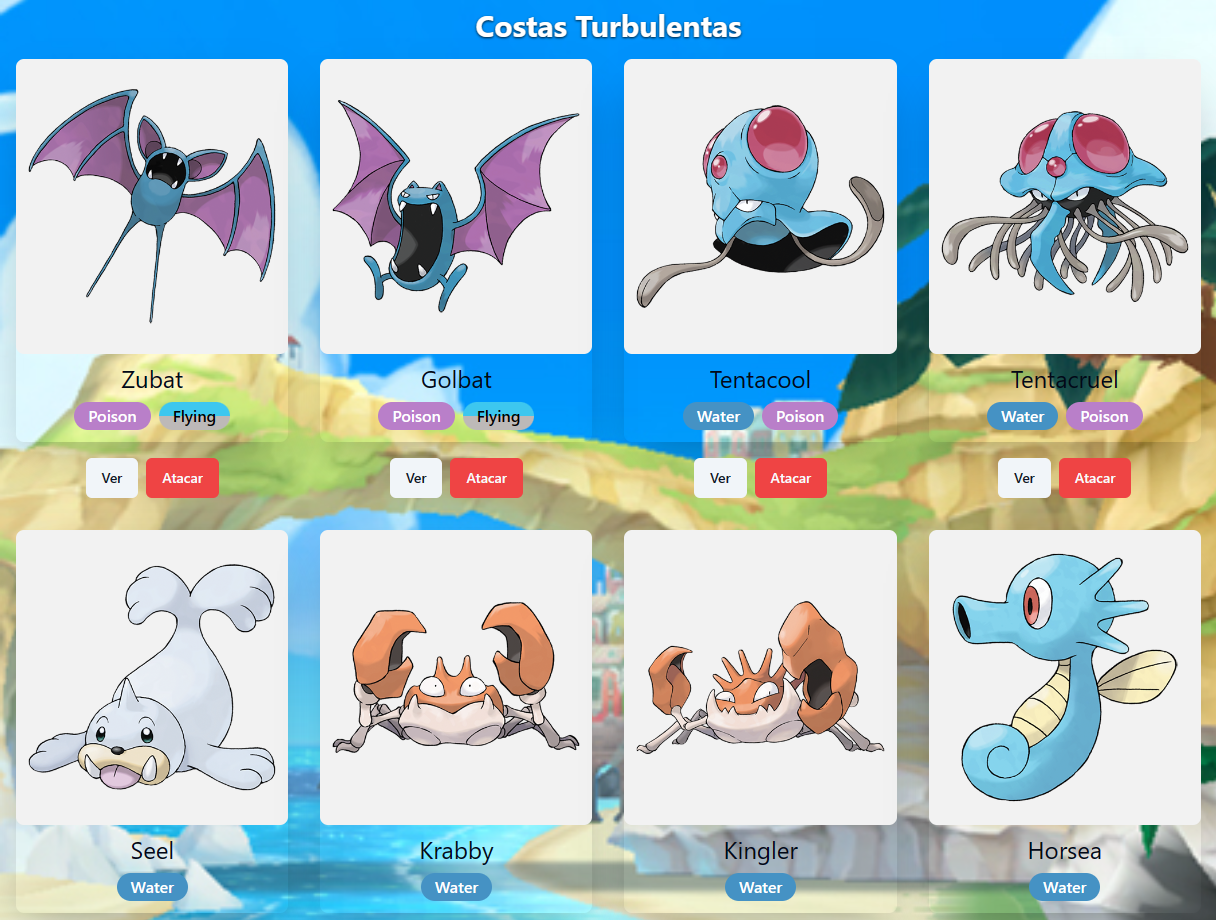 Costas Turbulentas
Zubat
Golbat
Tentacool
Tentacruel
Poison Flying
Poison Flying
Water Poison
Water Poison
Ver Atacar
Ver Atacar
Ver Atacar
Ver Atacar
Seel
Krabby
Kingler
Horsea
Water
Water
Water
Water